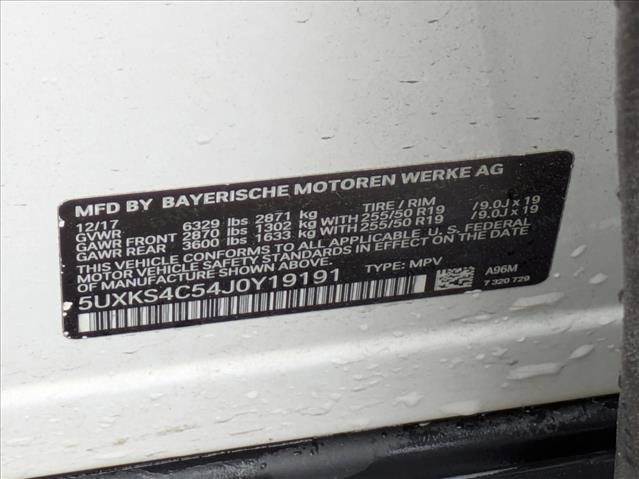 MFD BY BAYERISCHE MOTOREN WERKE AG
12/17 TIRE / RIM
GVWR 6329 lbs 2871 kg
GAWR FRONT 2870 lbs 1302 kg WITH 255/50 R19 /9.0J x 19
GAWR REAR 3600 lbs 1633 kg WITH 255/50 R19 /9.0J x 19
THIS VEHICLE CONFORMS TO ALL APPLICABLE U.S. FEDERAL
MOTOR VEHICLE SAFETY STANDARDS IN EFFECT ON THE DATE
OF MANUFACTURE SHOWN ABOVE.
5UXKS4C54J0Y19191 TYPE: MPV A96M
7 320 729